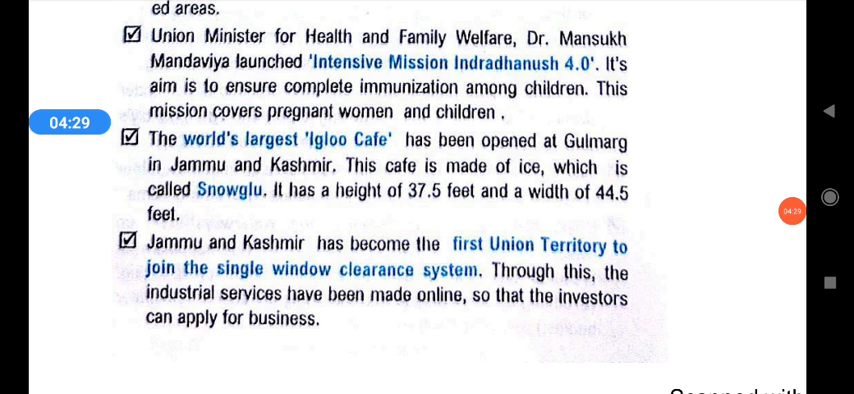 ed areas.
☑ Union Minister for Health and Family Welfare, Dr. Mansukh
Mandaviya launched 'Intensive Mission Indradhanush 4.0'. It's
aim is to ensure complete immunization among children. This
mission covers pregnant women and children .
04:29
☑ The world's largest 'Igloo Cafe' has been opened at Gulmarg
in Jammu and Kashmir. This cafe is made of ice, which is
called Snowglu. It has a height of 37.5 feet and a width of 44.5
feet.
04:29
☑ Jammu and Kashmir has become the first Union Territory to
join the single window clearance system. Through this, the
industrial services have been made online, so that the investors
can apply for business.
Scanned with